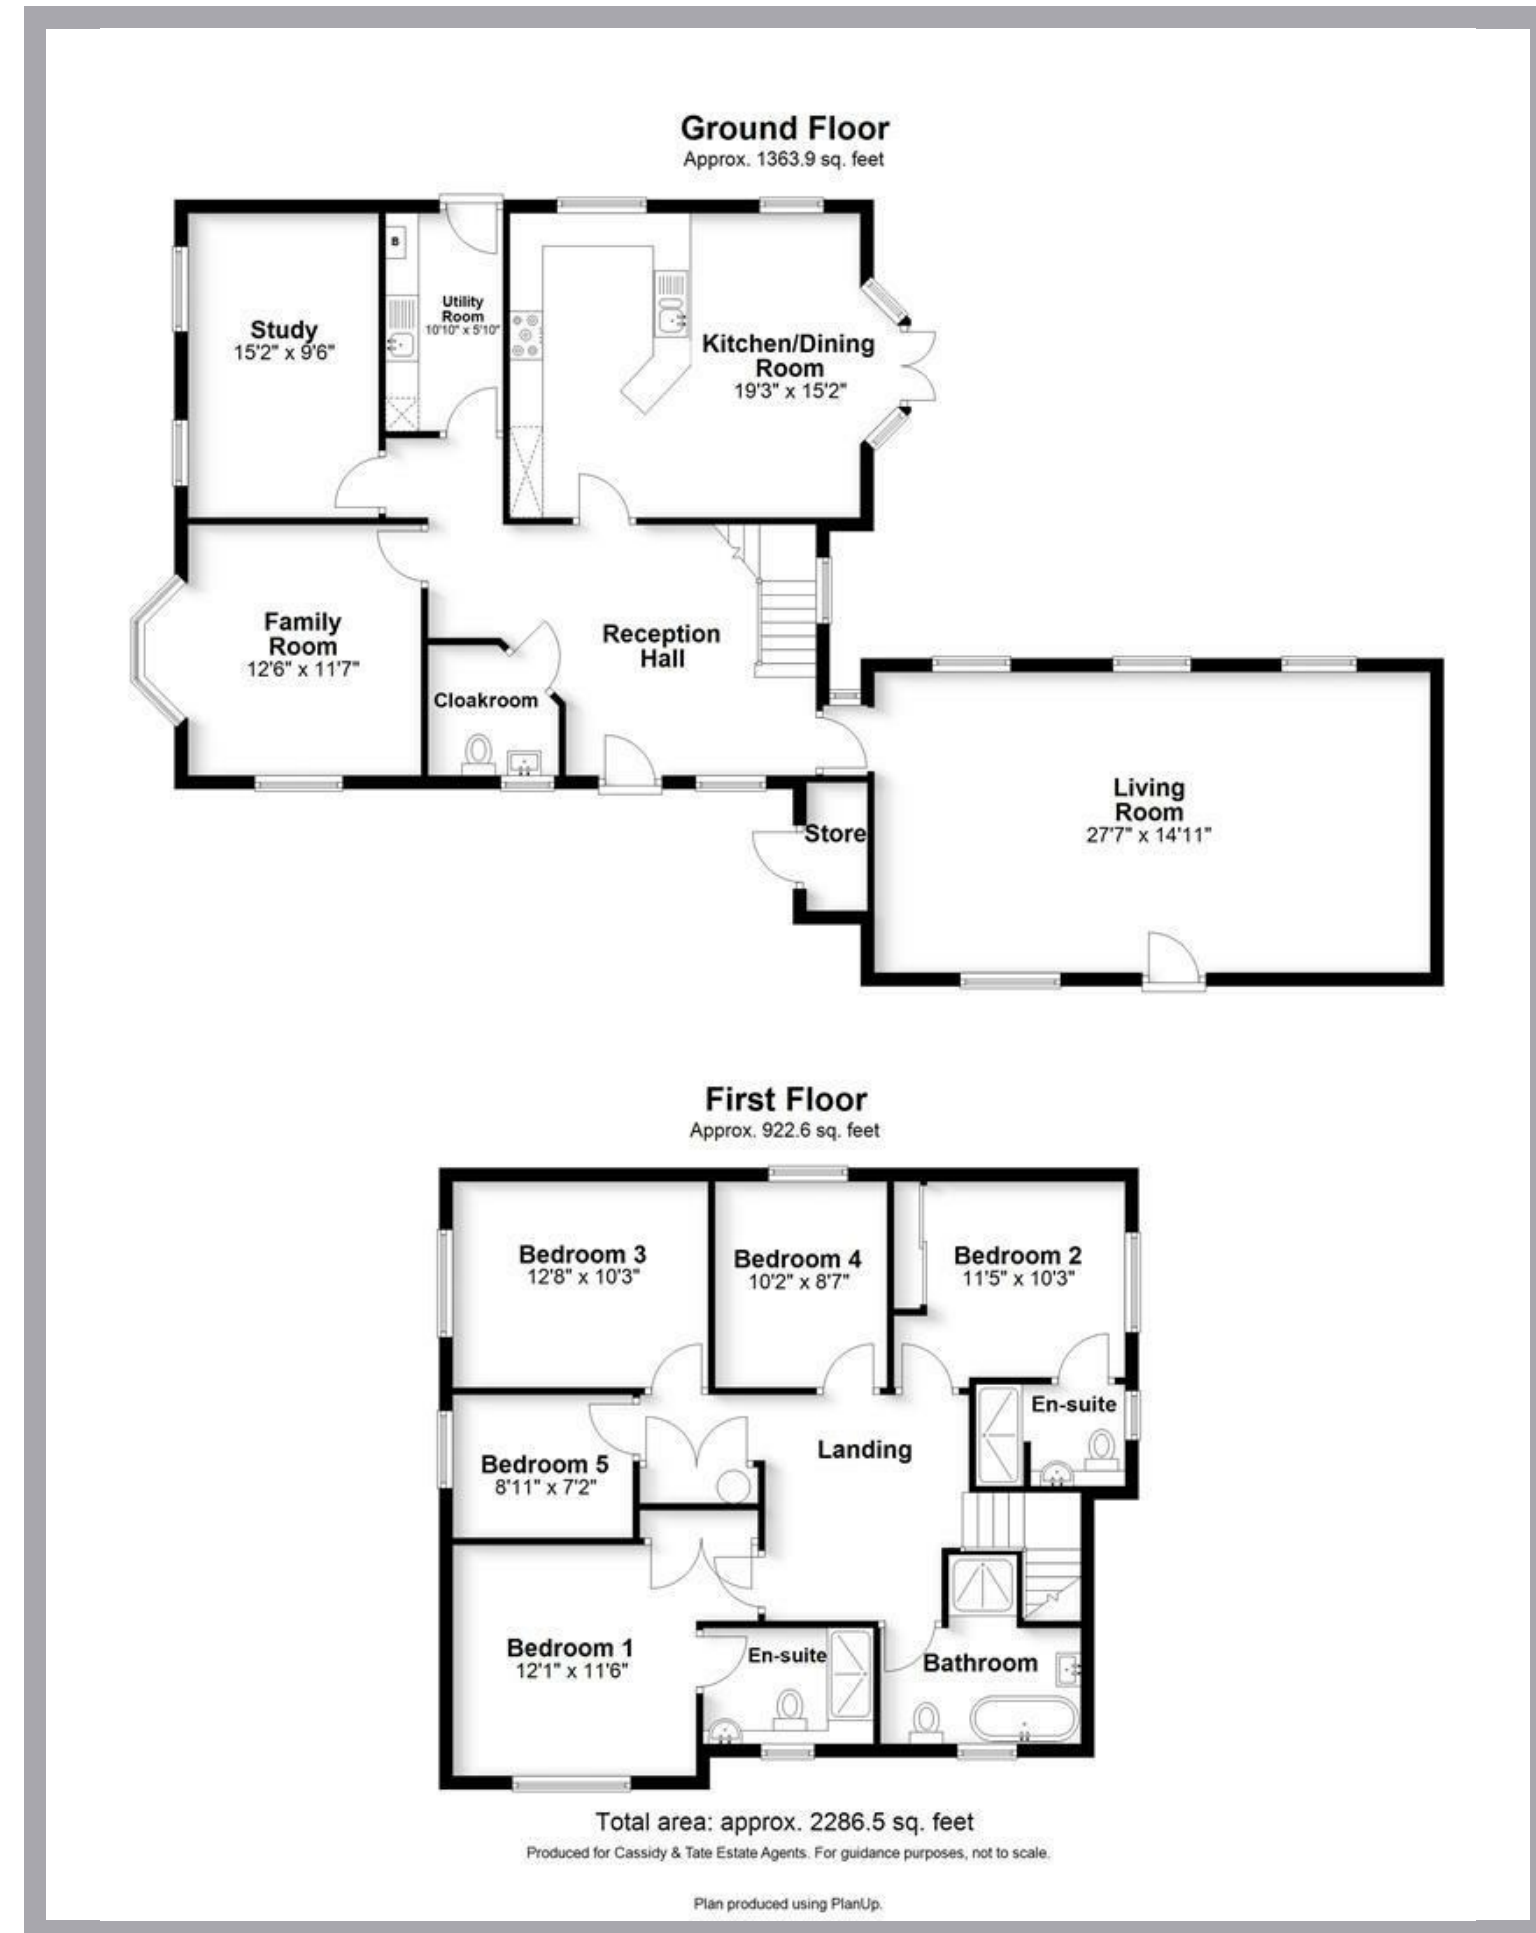 Ground Floor
Approx. 1363.9 sq. feet
B
Study
15'2" x 9'6"
Utility
Room
10'10" x 5'10"
Kitchen/Dining
Room
19'3" x 15'2"
Family
Room
12'6" x 11'7"
Reception
Hall
Cloakroom
Living
Room
27'7" x 14'11"
Store
First Floor
Approx. 922.6 sq. feet
Bedroom 3
12'8" x 10'3"
Bedroom 4
10'2" x 8'7"
Bedroom 2
11'5" x 10'3"
En-suite
Landing
Bedroom 5
8'11" x 7'2"
Bedroom 1
12'1" x 11'6"
En-suite
Bathroom
Total area: approx. 2286.5 sq. feet
Produced for Cassidy & Tate Estate Agents. For guidance purposes, not to scale.
Plan produced using PlanUp.